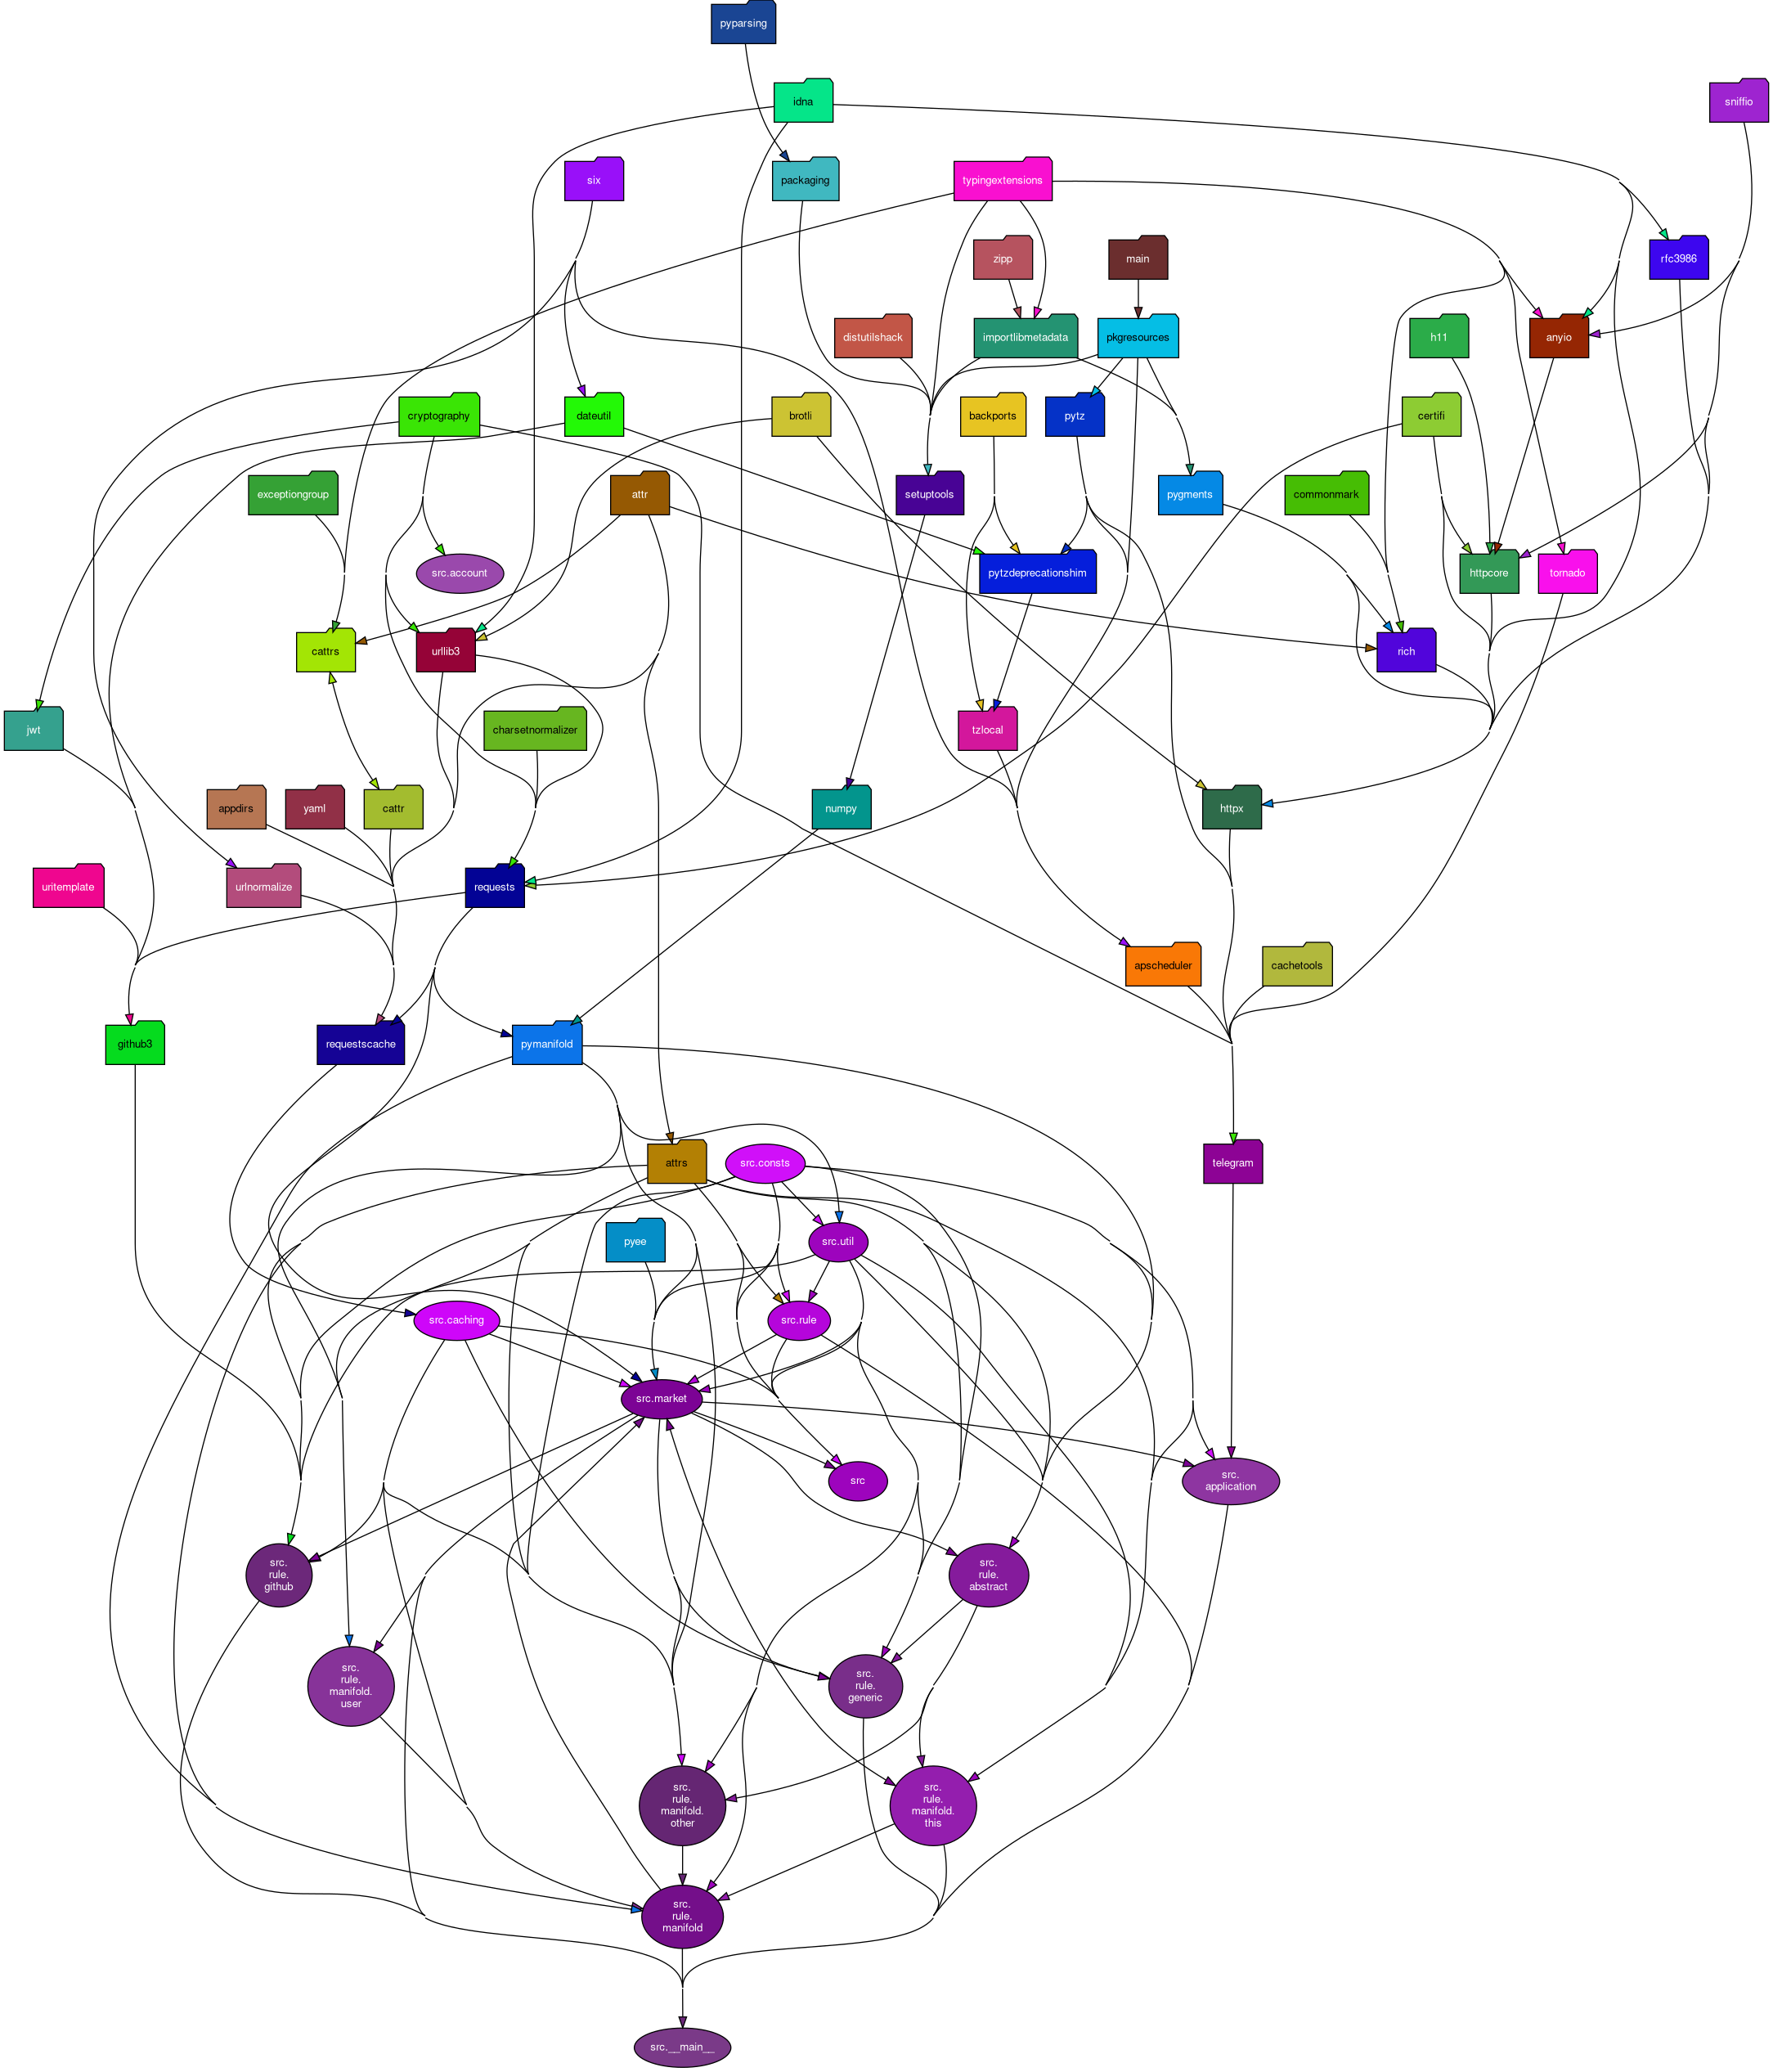 pyparsing
idna
sniffio
six
packaging
typingextensions
zipp
main
rfc3986
distutilshack
importlibmetadata
pkgresources
h11
anyio
cryptography
dateutil
brotli
backports
pytz
certifi
exceptiongroup
attr
setuptools
pygments
commonmark
src.account
pytzdeprecationshim
httpcore
tornado
cattrs
urllib3
rich
jwt
charsetnormalizer
tzlocal
appdirs
yaml
cattr
numpy
httpx
uritemplate
urlnormalize
requests
apscheduler
cachetools
github3
requestscache
pymanifold
attrs
src.consts
telegram
pyee
src.util
src.caching
src.rule
src.market
src
src.
application
src.
rule.
github
src.
rule.
abstract
src.
rule.
manifold.
user
src.
rule.
generic
src.
rule.
manifold.
other
src.
rule.
manifold.
this
src.
rule.
manifold
src.__main__